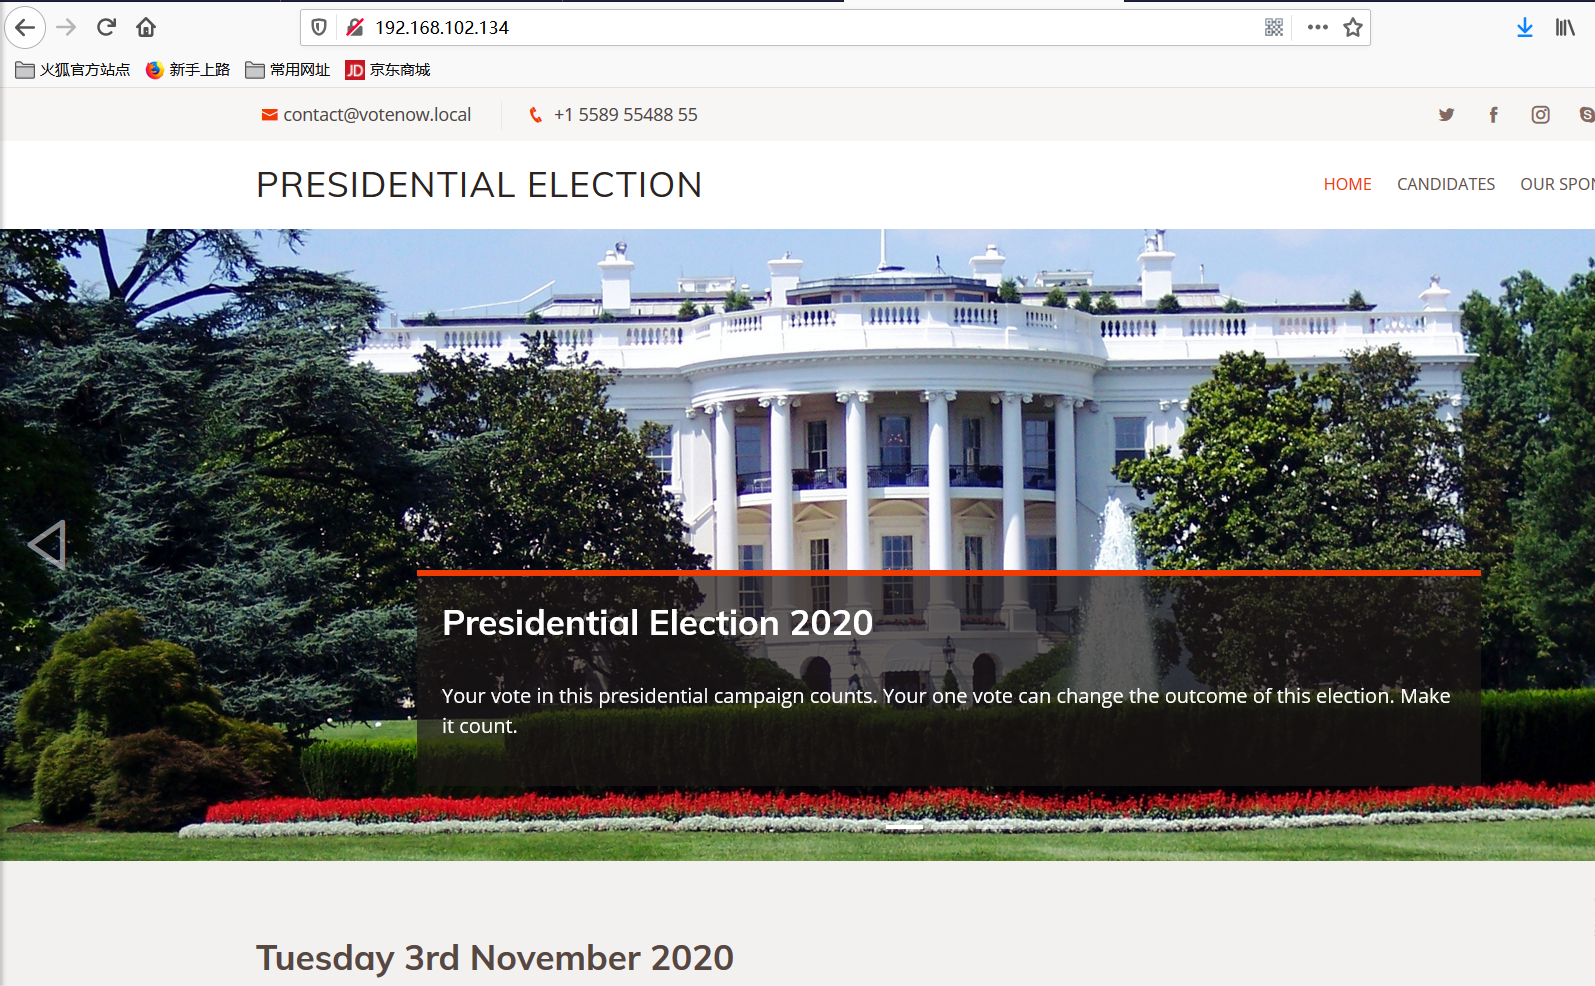 192.168.102.134
火狐官方站点 新手上路 常用网址 JD 京东商城
contact@votenow.local +1 5589 55488 55
PRESIDENTIAL ELECTION
HOME CANDIDATES OUR SPON
Presidential Election 2020
Your vote in this presidential campaign counts. Your one vote can change the outcome of this election. Make
it count.
Tuesday 3rd November 2020